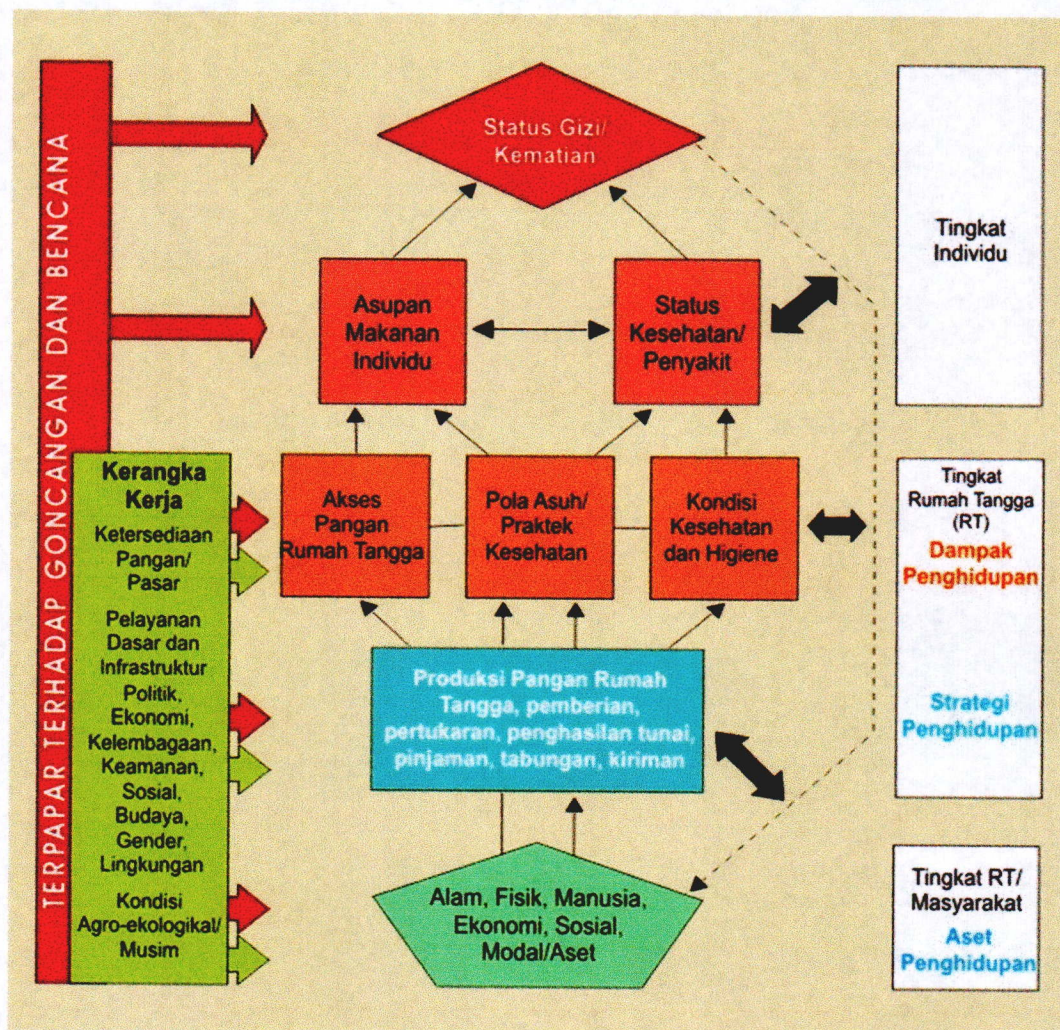 TERPAPAR TERHADAP GONCANGAN DAN BENCANA
Status Gizi/
Kematian
Tingkat
Individu
Asupan
Makanan
Individu
Status
Kesehatan/
Penyakit
Kerangka
Kerja
Ketersediaan
Pangan/
Pasar
Pelayanan
Dasar dan
Infrastruktur
Politik,
Ekonomi,
Kelembagaan,
Keamanan,
Sosial,
Budaya,
Gender,
Lingkungan
Kondisi
Agro-ekologikal/
Musim
Akses
Pangan
Rumah Tangga
Pola Asuh/
Praktek
Kesehatan
Kondisi
Kesehatan
dan Higiene
Tingkat
Rumah Tangga
(RT)
Dampak
Penghidupan
Produksi Pangan Rumah
Tangga, pemberian,
pertukaran, penghasilan tunai,
pinjaman, tabungan, kiriman
Strategi
Penghidupan
Alam, Fisik, Manusia,
Ekonomi, Sosial,
Modal/Aset
Tingkat RT/
Masyarakat
Aset
Penghidupan